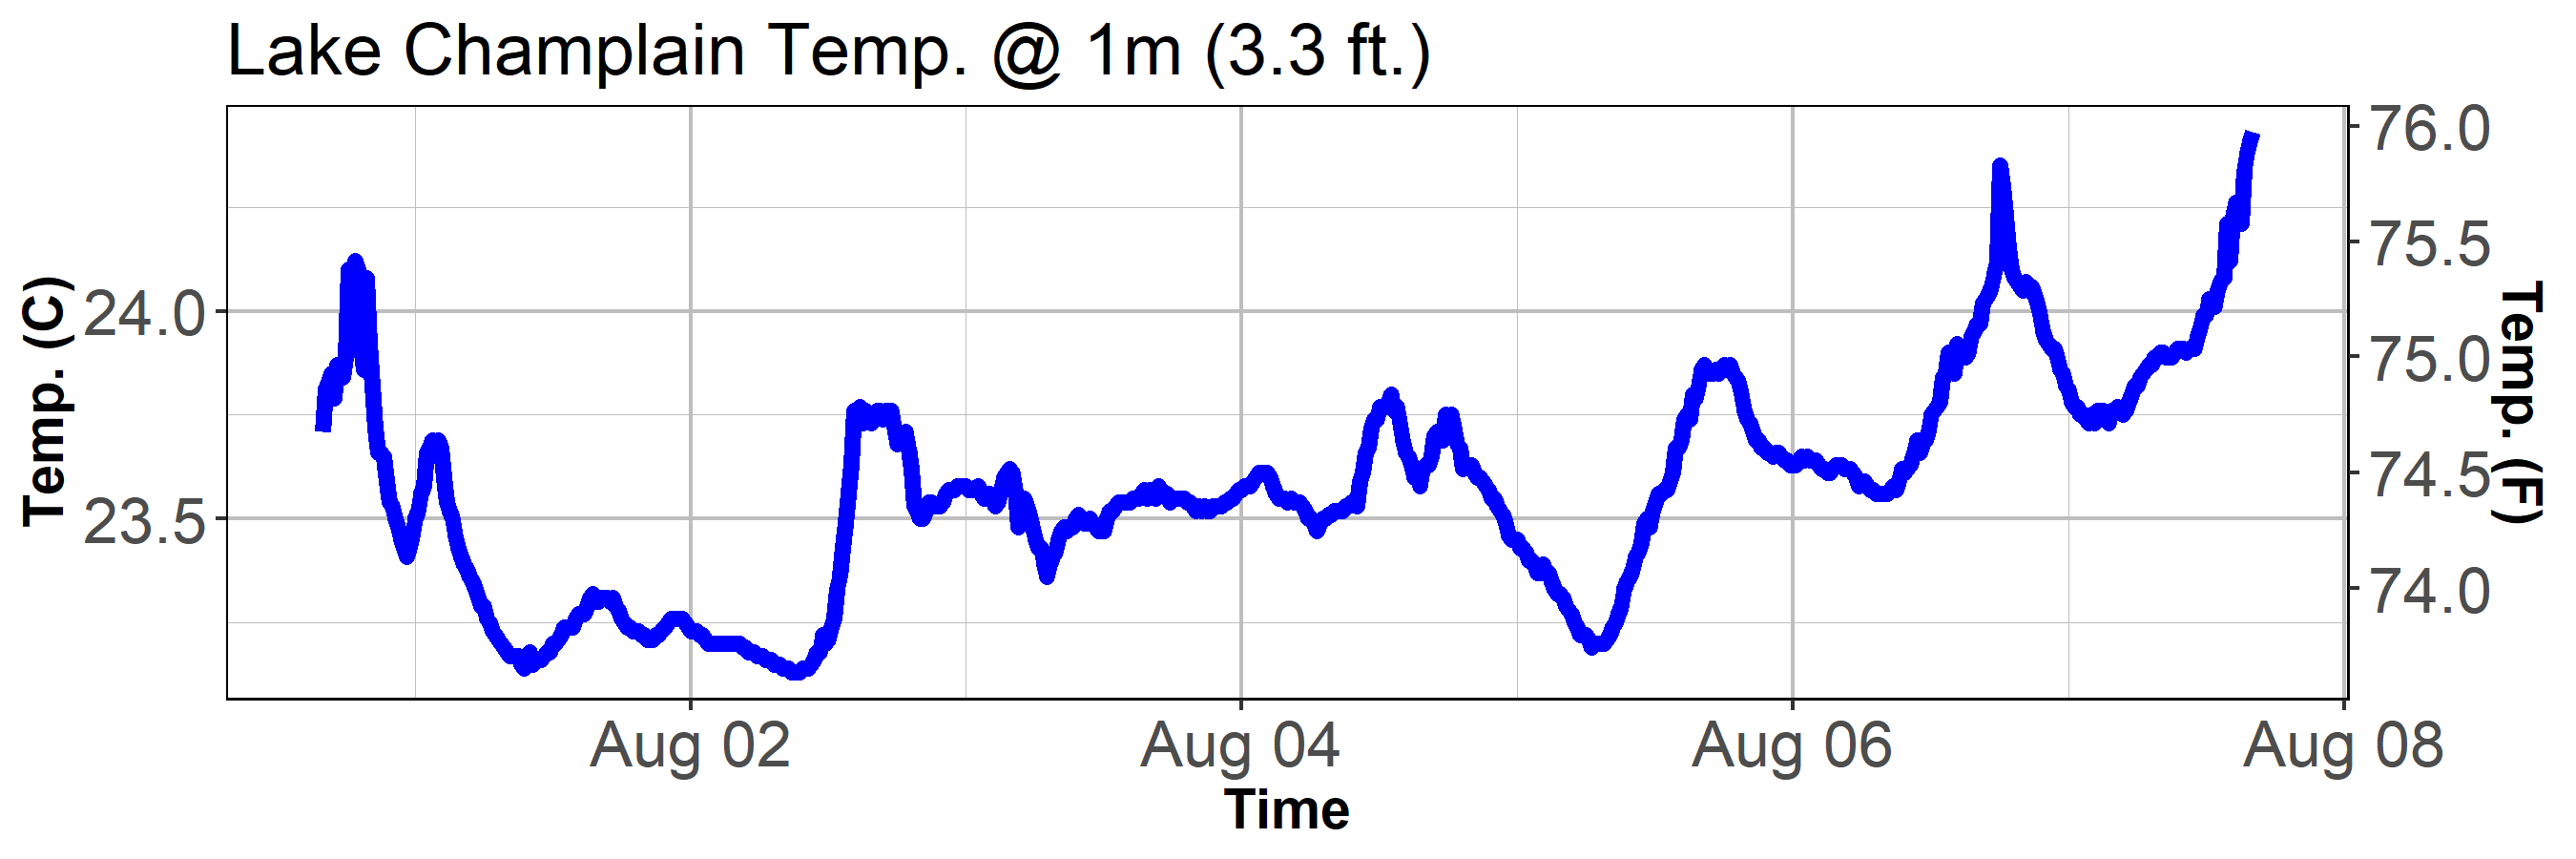 Lake Champlain Temp. @ 1m (3.3 ft.)
Temp. (C)
24.0
23.5
76.0
75.5
75.0
74.5
74.0
Temp. (F)
Aug 02 Aug 04 Aug 06 Aug 08
Time